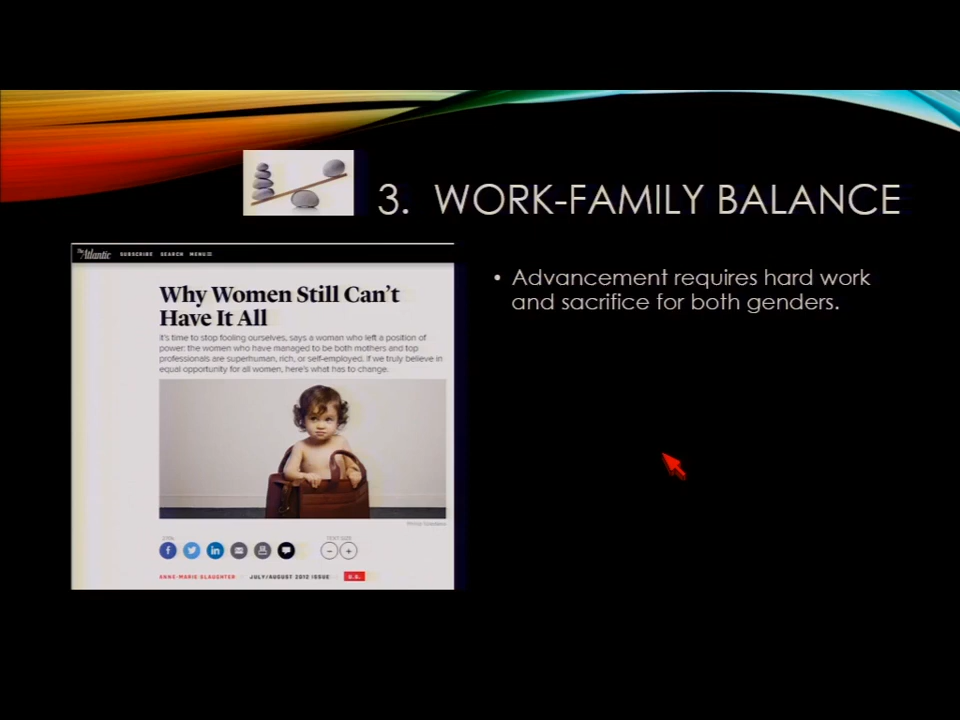 3. WORK-FAMILY BALANCE
The Atlantic SUBSCRIBE SEARCH MENU
Why Women Still Can't
Have It All
It's time to stop fooling ourselves, says a woman who left a position of
power: the women who have managed to be both mothers and top
professionals are superhuman, rich, or self-employed. If we truly believe in
equal opportunity for all women, here's what has to change.
TEXT SIZE
ANNE-MARIE SLAUGHTER JULY/AUGUST 2012 ISSUE U.S.
• Advancement requires hard work
and sacrifice for both genders.